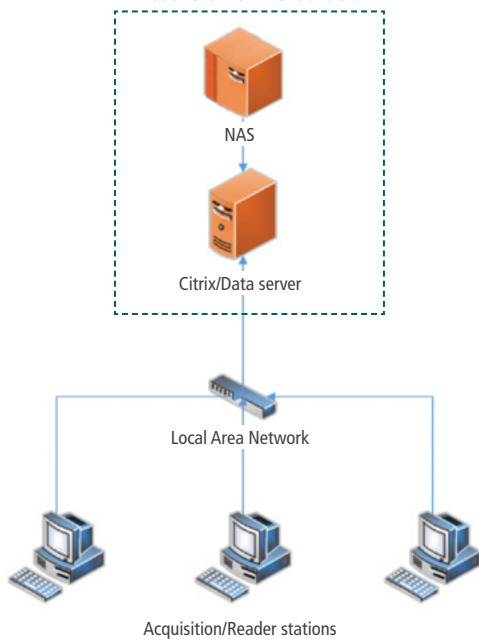 NAS
Citrix/Data server
Local Area Network
Acquisition/Reader stations